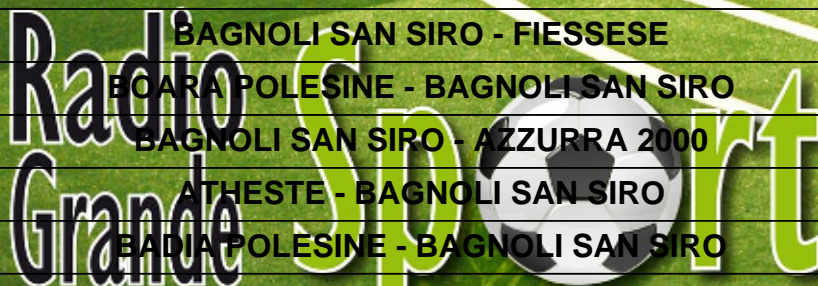 Radio
Grande
Sport
BAGNOLI SAN SIRO - FIESSESE
BOARA POLESINE - BAGNOLI SAN SIRO
BAGNOLI SAN SIRO - AZZURRA 2000
ATHESTE - BAGNOLI SAN SIRO
BADIA POLESINE - BAGNOLI SAN SIRO